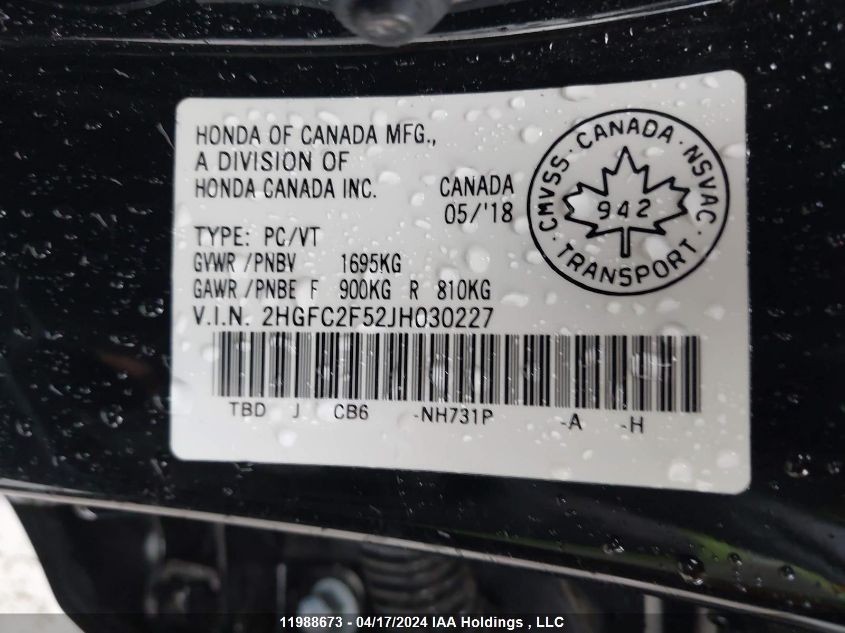 HONDA OF CANADA MFG.,
A DIVISION OF
HONDA CANADA INC.
CANADA
05/'18
CMVSS · CANADA · NSVAC · TRANSPORT ·
942
TYPE: PC/VT
GVWR /PNBV 1695KG
GAWR /PNBE F 900KG R 810KG
V.I.N. 2HGFC2F52JH030227
TBD J CB6 -NH731P -A -H
11988673 - 04/17/2024 IAA Holdings , LLC